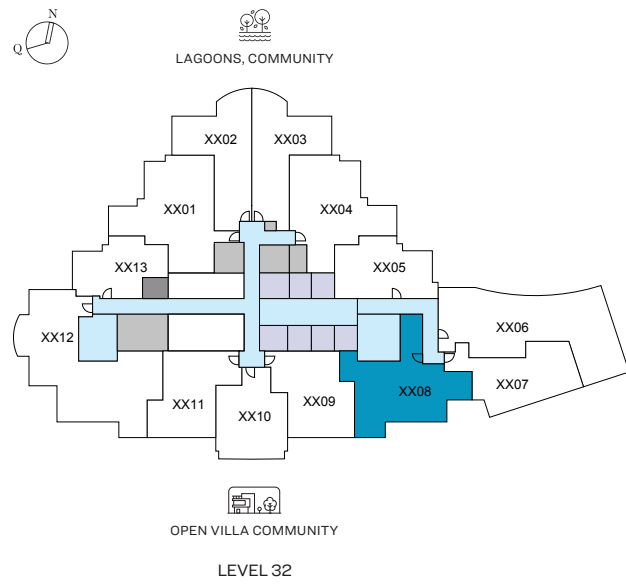 N
Q
LAGOONS, COMMUNITY
XX02
XX03
XX01
XX04
XX13
XX05
XX12
XX06
XX07
XX08
XX11
XX09
XX10
OPEN VILLA COMMUNITY
LEVEL 32